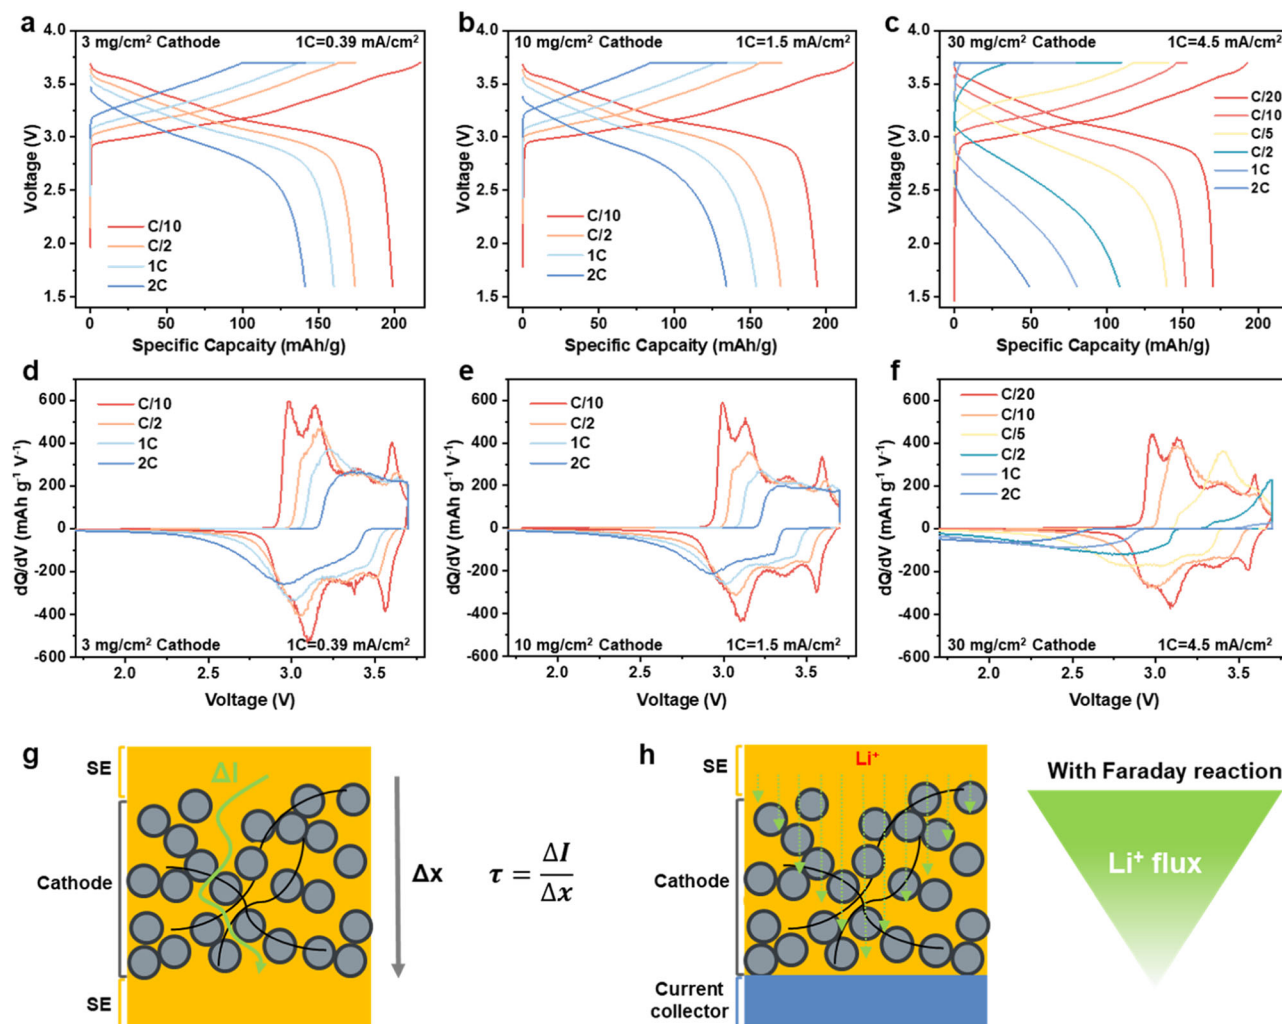 a
3 mg/cm² Cathode 1C=0.39 mA/cm²
4.0
3.5
3.0
2.5
2.0
1.5
Voltage (V)
C/10
C/2
1C
2C
0 50 100 150 200
Specific Capcaity (mAh/g)
b
10 mg/cm² Cathode 1C=1.5 mA/cm²
4.0
3.5
3.0
2.5
2.0
1.5
Voltage (V)
C/10
C/2
1C
2C
0 50 100 150 200
Specific Capcaity (mAh/g)
c
30 mg/cm² Cathode 1C=4.5 mA/cm²
4.0
3.5
3.0
2.5
2.0
1.5
Voltage (V)
C/20
C/10
C/5
C/2
1C
2C
0 50 100 150 200
Specific Capcaity (mAh/g)
d
600
400
200
0
-200
-400
-600
dQ/dV (mAh g⁻¹ V⁻¹)
C/10
C/2
1C
2C
3 mg/cm² Cathode 1C=0.39 mA/cm²
2.0 2.5 3.0 3.5
Voltage (V)
e
600
400
200
0
-200
-400
-600
dQ/dV (mAh g⁻¹ V⁻¹)
C/10
C/2
1C
2C
10 mg/cm² Cathode 1C=1.5 mA/cm²
2.0 2.5 3.0 3.5
Voltage (V)
f
600
400
200
0
-200
-400
-600
dQ/dV (mAh g⁻¹ V⁻¹)
C/20
C/10
C/5
C/2
1C
2C
30 mg/cm² Cathode 1C=4.5 mA/cm²
2.0 2.5 3.0 3.5
Voltage (V)
g
SE
Δl
Cathode
Δx
SE
τ = Δl/Δx
h
SE
Li⁺
Cathode
Current
collector
With Faraday reaction
Li⁺ flux